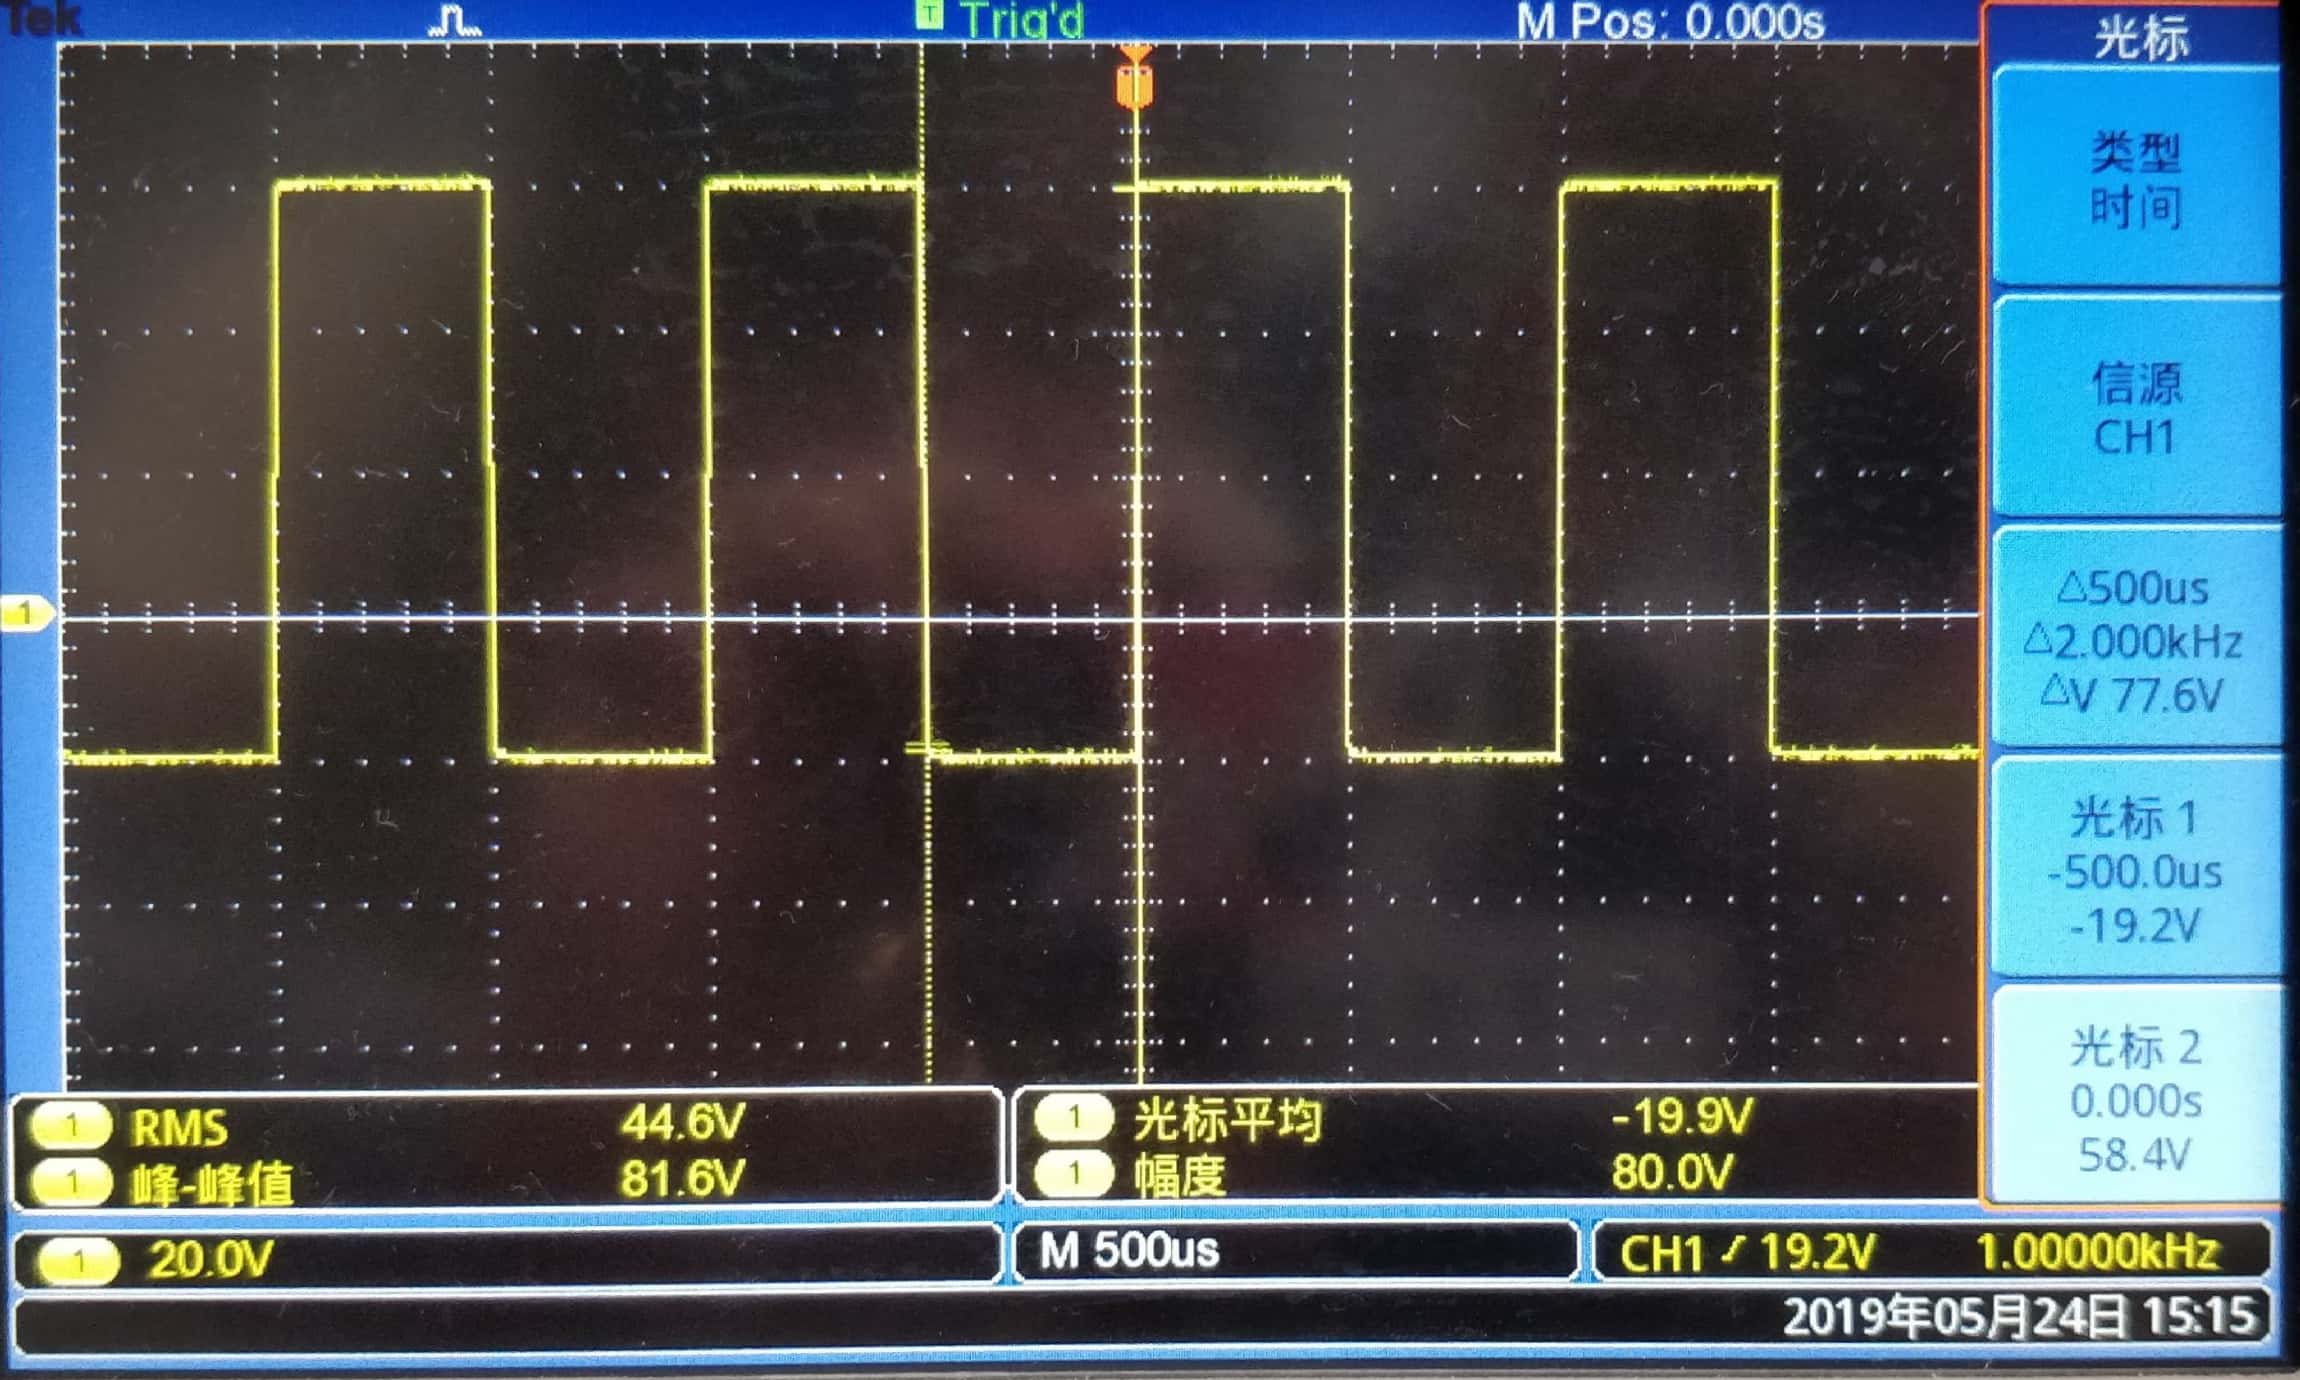 Tek
T Trig'd M Pos: 0.000s
光标
类型
时间
信源
CH1
△500us
△2.000kHz
△V 77.6V
光标 1
-500.0us
-19.2V
光标 2
0.000s
58.4V
1
1 RMS 44.6V
1 峰-峰值 81.6V
1 光标平均 -19.9V
1 幅度 80.0V
1 20.0V
M 500us
CH1 / 19.2V 1.00000kHz
2019年05月24日 15:15